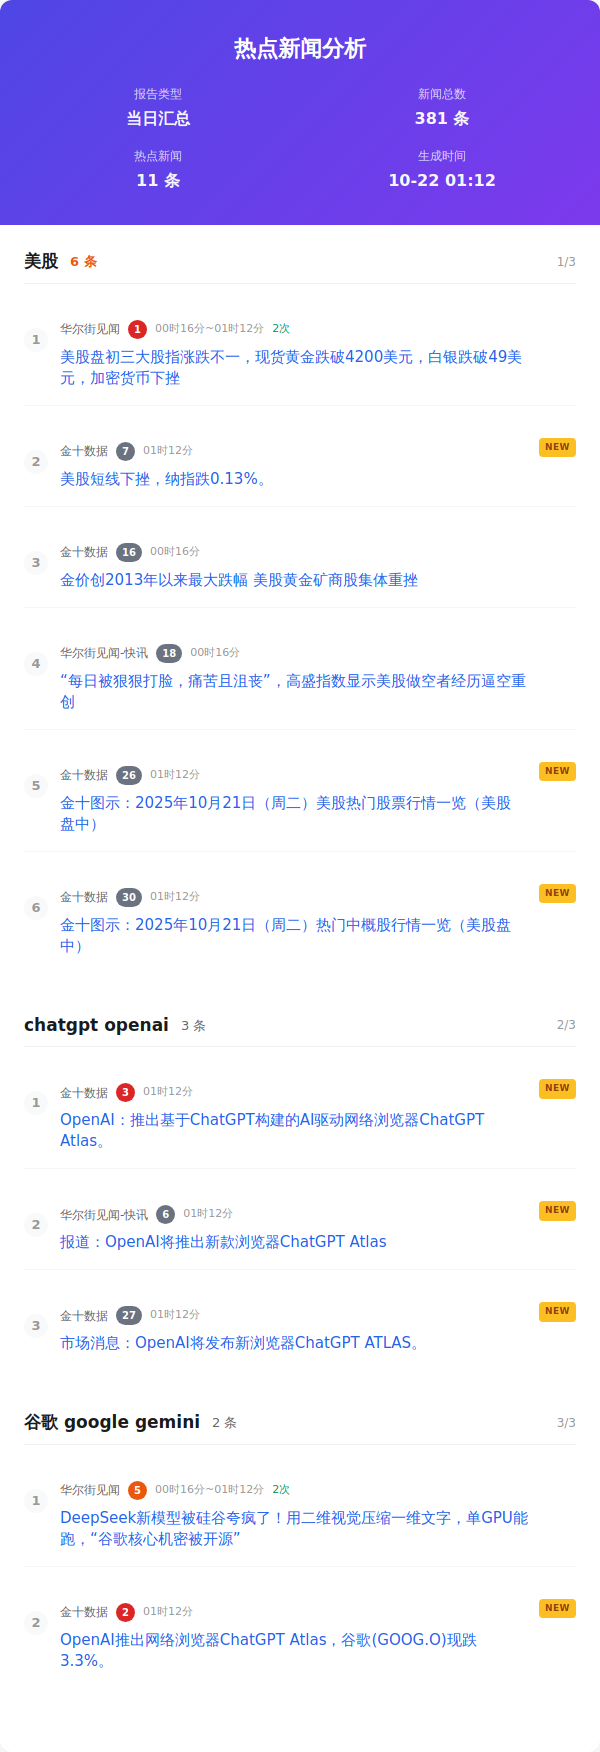 热点新闻分析
报告类型
新闻总数
当日汇总
381 条
热点新闻
生成时间
11 条
10-22 01:12
美股 6 条 1/3
1
华尔街见闻 1 00时16分~01时12分 2次
美股盘初三大股指涨跌不一，现货黄金跌破4200美元，白银跌破49美
元，加密货币下挫
2
金十数据 7 01时12分 NEW
美股短线下挫，纳指跌0.13%。
3
金十数据 16 00时16分
金价创2013年以来最大跌幅 美股黄金矿商股集体重挫
4
华尔街见闻-快讯 18 00时16分
“每日被狠狠打脸，痛苦且沮丧”，高盛指数显示美股做空者经历逼空重
创
5
金十数据 26 01时12分 NEW
金十图示：2025年10月21日（周二）美股热门股票行情一览（美股
盘中）
6
金十数据 30 01时12分 NEW
金十图示：2025年10月21日（周二）热门中概股行情一览（美股盘
中）
chatgpt openai 3 条 2/3
1
金十数据 3 01时12分 NEW
OpenAI：推出基于ChatGPT构建的AI驱动网络浏览器ChatGPT
Atlas。
2
华尔街见闻-快讯 6 01时12分 NEW
报道：OpenAI将推出新款浏览器ChatGPT Atlas
3
金十数据 27 01时12分 NEW
市场消息：OpenAI将发布新浏览器ChatGPT ATLAS。
谷歌 google gemini 2 条 3/3
1
华尔街见闻 5 00时16分~01时12分 2次
DeepSeek新模型被硅谷夸疯了！用二维视觉压缩一维文字，单GPU能
跑，“谷歌核心机密被开源”
2
金十数据 2 01时12分 NEW
OpenAI推出网络浏览器ChatGPT Atlas，谷歌(GOOG.O)现跌
3.3%。